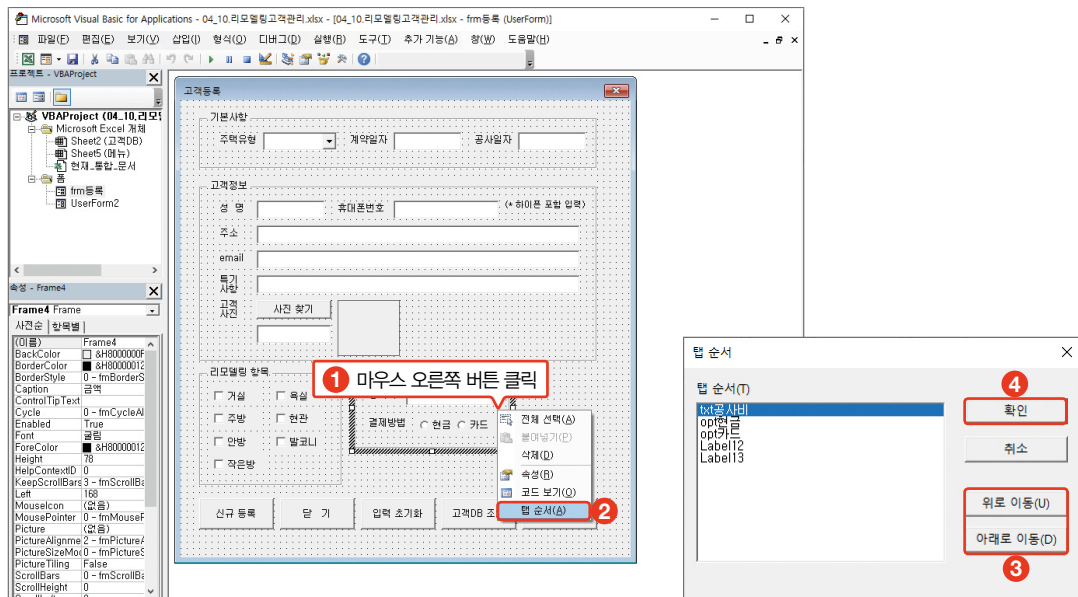 Microsoft Visual Basic for Applications - 04_10.리모델링고객관리.xlsx - [04_10.리모델링고객관리.xlsx - frm등록 (UserForm)]
파일(F) 편집(E) 보기(V) 삽입(I) 형식(O) 디버그(D) 실행(R) 도구(T) 추가 기능(A) 창(W) 도움말(H)
프로젝트 - VBAProject
VBAProject (04_10.리모
Microsoft Excel 개체
Sheet2 (고객DB)
Sheet5 (메뉴)
현재_통합_문서
폼
frm등록
UserForm2
속성 - Frame4
Frame4 Frame
사전순 항목별
(이름) Frame4
BackColor &H8000000F
BorderColor &H80000012
BorderStyle 0 - fmBorderS
Caption 금액
ControlTipText
Cycle 0 - fmCycleAl
Enabled True
Font 굴림
ForeColor &H80000012
Height 78
HelpContextID 0
KeepScrollBars 3 - fmScrollBa
Left 168
MouseIcon (없음)
MousePointer 0 - fmMouseP
Picture (없음)
PictureAlignme 2 - fmPictureA
PictureSizeMod 0 - fmPictureS
PictureTiling False
ScrollBars 0 - fmScrollBa
ScrollHeight 0
고객등록
기본사항
주택유형 계약일자 공사일자
고객정보
성 명 휴대폰번호 (* 하이폰 포함 입력)
주소
email
특기
사항
고객
사진
사진 찾기
리모델링 항목
거실 욕실
주방 현관
안방 발코니
작은방
결제방법 현금 카드
신규 등록 닫 기 입력 초기화 고객DB 조
1 마우스 오른쪽 버튼 클릭
전체 선택(A)
붙여넣기(P)
삭제(D)
속성(R)
코드 보기(O)
탭 순서(A) 2
탭 순서
탭 순서(T)
txt공사비
opt현금
opt카드
Label12
Label13
4
확인
취소
위로 이동(U)
아래로 이동(D)
3